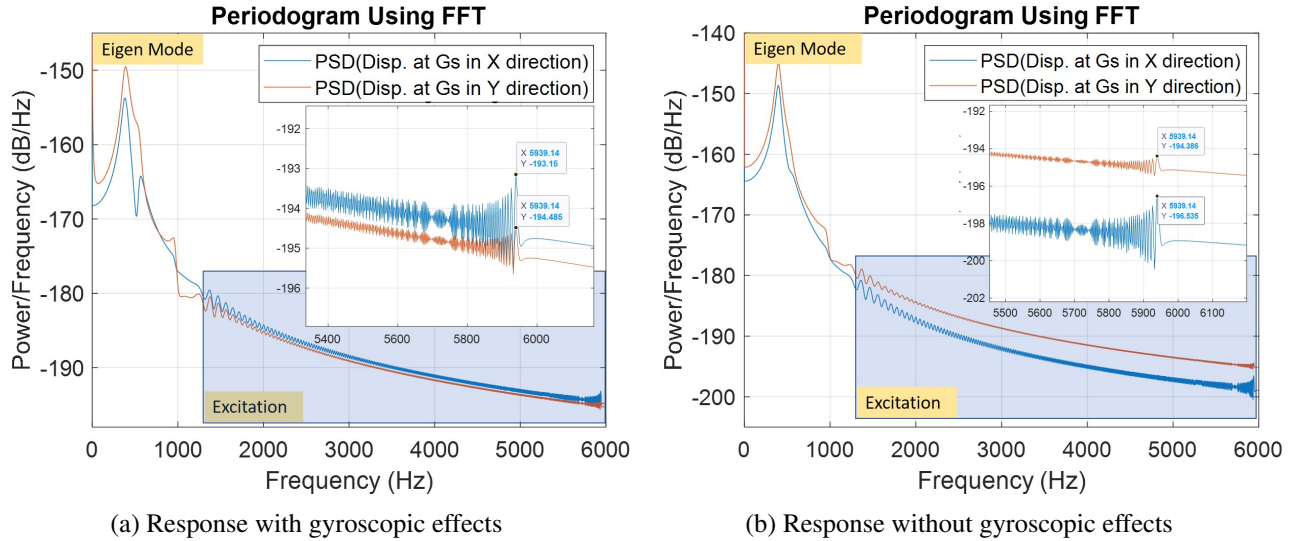 Periodogram Using FFT
Eigen Mode
PSD(Disp. at Gs in X direction)
PSD(Disp. at Gs in Y direction)
Power/Frequency (dB/Hz)
-150
-160
-170
-180
-190
-192
-193
-194
-195
-196
X 5939.14
Y -193.15
X 5939.14
Y -194.485
5400 5600 5800 6000
Excitation
0 1000 2000 3000 4000 5000 6000
Frequency (Hz)
(a) Response with gyroscopic effects
Periodogram Using FFT
Eigen Mode
PSD(Disp. at Gs in X direction)
PSD(Disp. at Gs in Y direction)
Power/Frequency (dB/Hz)
-140
-150
-160
-170
-180
-190
-200
-192
-194
-196
-198
-200
-202
X 5939.14
Y -194.386
X 5939.14
Y -196.535
5500 5600 5700 5800 5900 6000 6100
Excitation
0 1000 2000 3000 4000 5000 6000
Frequency (Hz)
(b) Response without gyroscopic effects